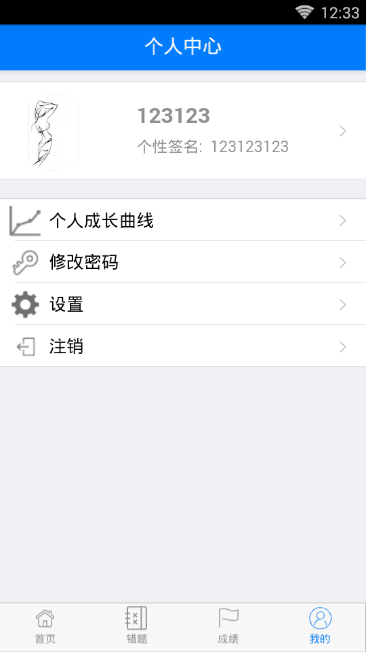 12:33
个人中心
123123
个性签名: 123123123
个人成长曲线
修改密码
设置
注销
首页 错题 成绩 我的